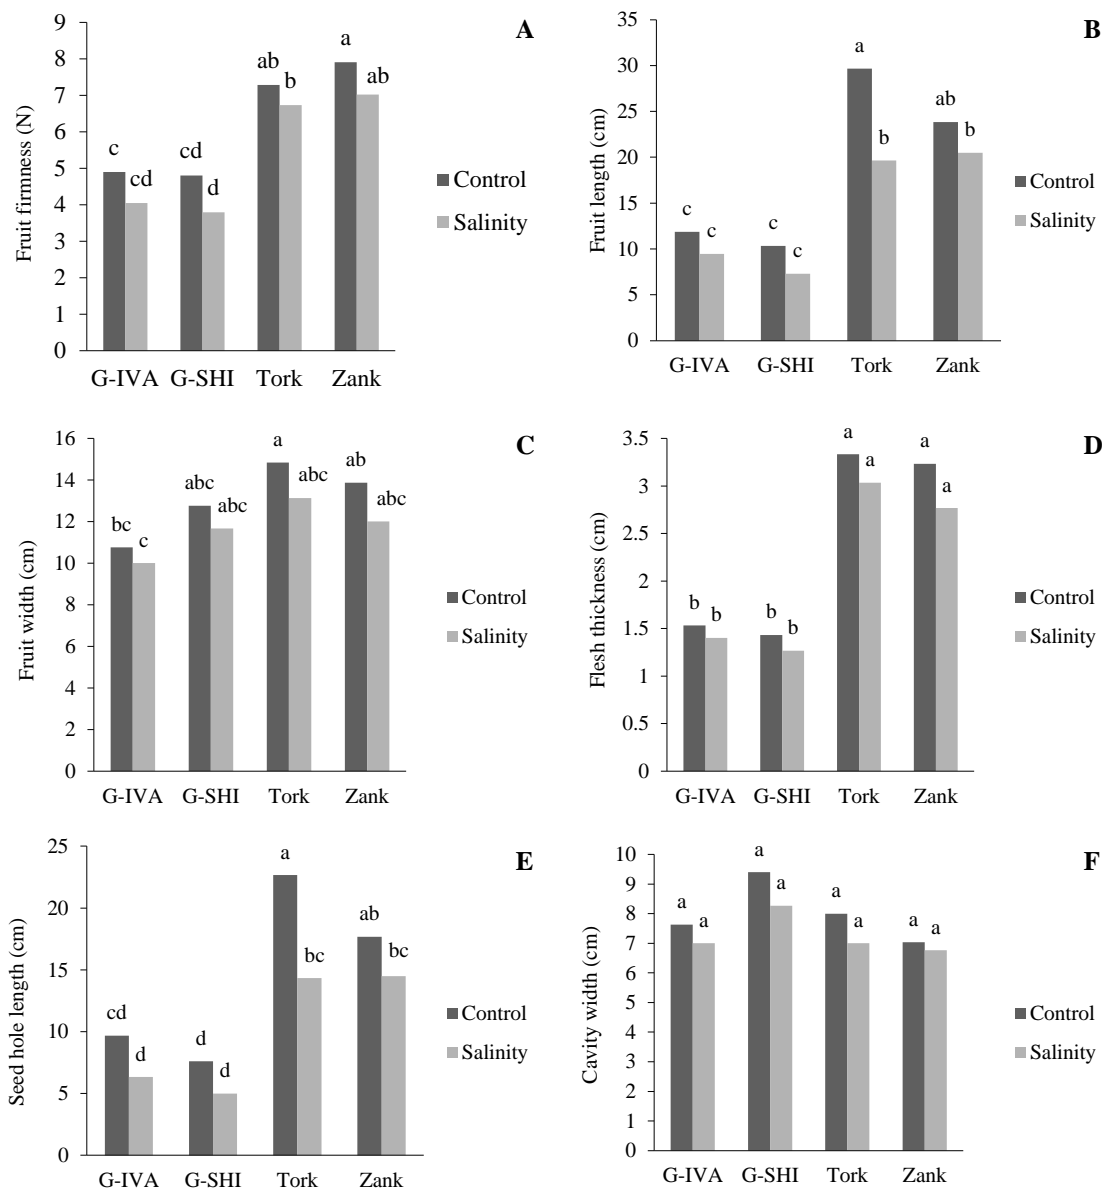 A
Fruit firmness (N)
9
8
7
6
5
4
3
2
1
0
c
cd
cd
d
ab
b
a
ab
G-IVA G-SHI Tork Zank
Control
Salinity
B
Fruit length (cm)
35
30
25
20
15
10
5
0
c
c
c
c
a
b
ab
b
G-IVA G-SHI Tork Zank
Control
Salinity
C
Fruit width (cm)
16
14
12
10
8
6
4
2
0
bc
c
abc
abc
a
abc
ab
abc
G-IVA G-SHI Tork Zank
Control
Salinity
D
Flesh thickness (cm)
3.5
3
2.5
2
1.5
1
0.5
0
b
b
b
b
a
a
a
a
G-IVA G-SHI Tork Zank
Control
Salinity
E
Seed hole length (cm)
25
20
15
10
5
0
cd
d
d
d
a
bc
ab
bc
G-IVA G-SHI Tork Zank
Control
Salinity
F
Cavity width (cm)
10
9
8
7
6
5
4
3
2
1
0
a
a
a
a
a
a
a
a
G-IVA G-SHI Tork Zank
Control
Salinity